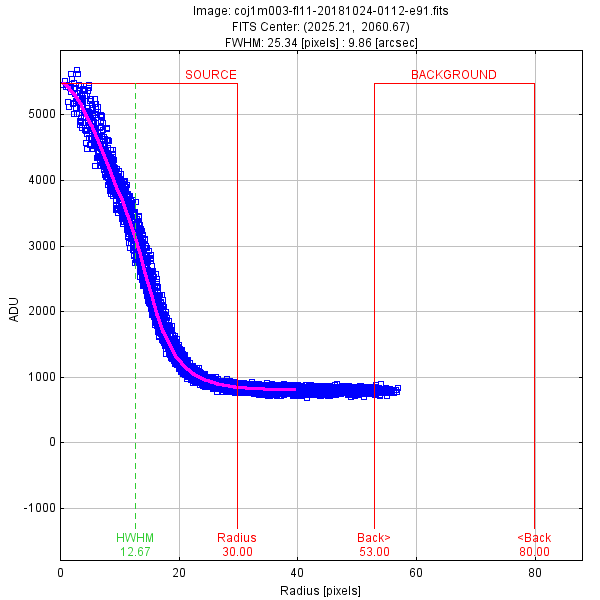 Image: coj1m003-fl11-20181024-0112-e91.fits
FITS Center: (2025.21, 2060.67)
FWHM: 25.34 [pixels] : 9.86 [arcsec]
SOURCE
BACKGROUND
5000
4000
3000
2000
1000
0
-1000
ADU
HWHM
12.67
Radius
30.00
Back>
53.00
<Back
80.00
0
20
40
60
80
Radius [pixels]